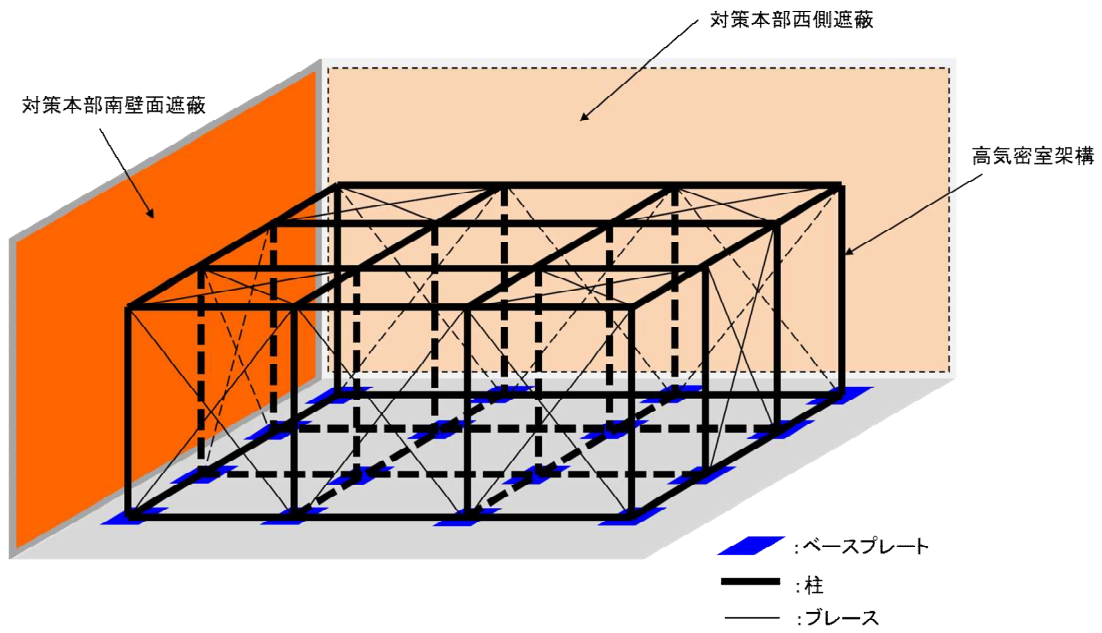 対策本部西側遮蔽
対策本部南壁面遮蔽
高気密室架構
：ベースプレート
：柱
：ブレース